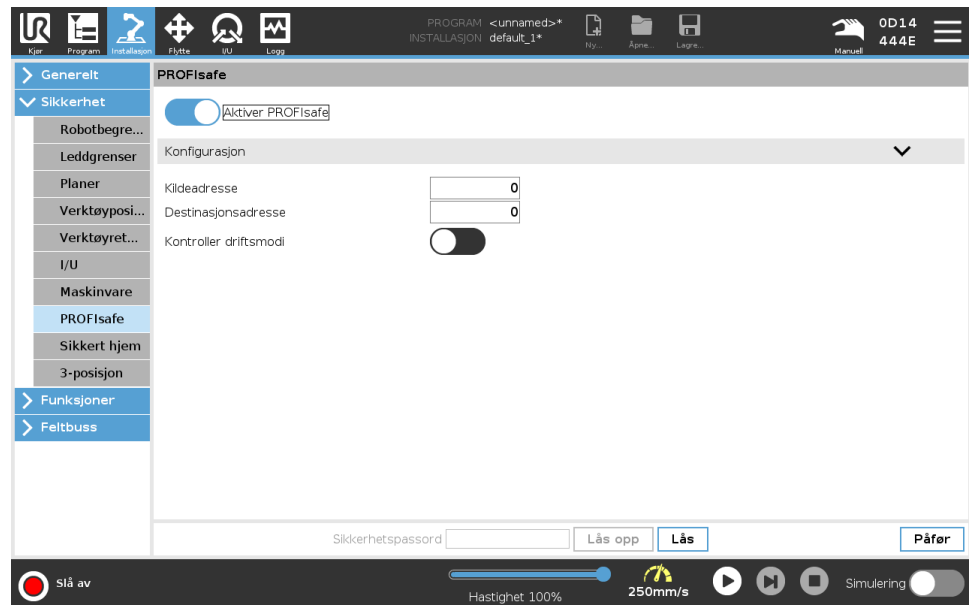 Kjør
Program
Installasjon
Flytte
I/U
Logg
PROGRAM <unnamed>*
INSTALLASJON default_1*
Ny...
Åpne...
Lagre...
Manuell
0D14
444E
Generelt
Sikkerhet
Robotbegre...
Leddgrenser
Planer
Verktøyposi...
Verktøyret...
I/U
Maskinvare
PROFIsafe
Sikkert hjem
3-posisjon
Funksjoner
Feltbuss
PROFIsafe
Aktiver PROFIsafe
Konfigurasjon
Kildeadresse 0
Destinasjonsadresse 0
Kontroller driftsmodi
Sikkerhetspassord Lås opp Lås Påfør
Slå av
Hastighet 100%
250mm/s
Simulering